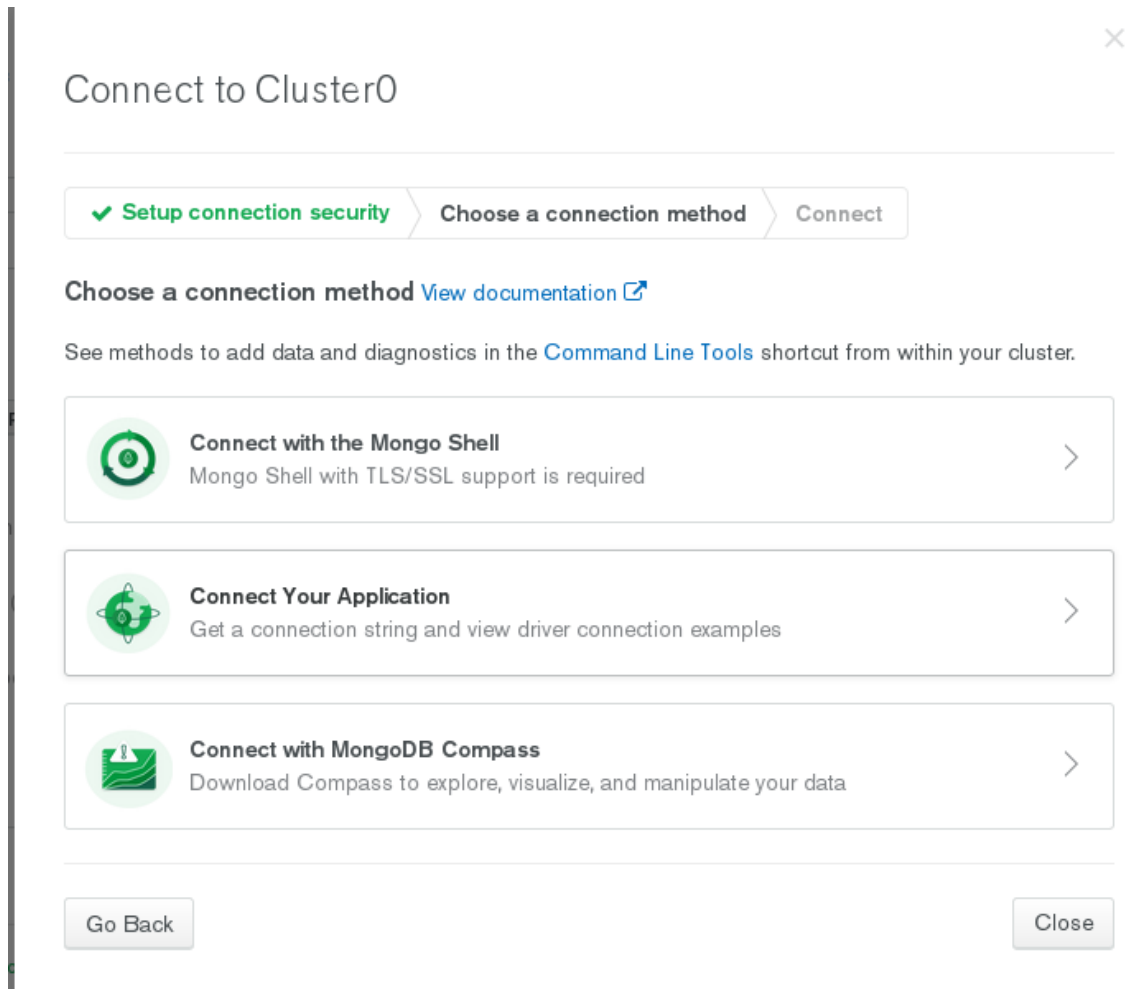 Connect to Cluster0
Setup connection security
Choose a connection method
Connect
Choose a connection method View documentation
See methods to add data and diagnostics in the Command Line Tools shortcut from within your cluster.
Connect with the Mongo Shell
Mongo Shell with TLS/SSL support is required
Connect Your Application
Get a connection string and view driver connection examples
Connect with MongoDB Compass
Download Compass to explore, visualize, and manipulate your data
Go Back
Close